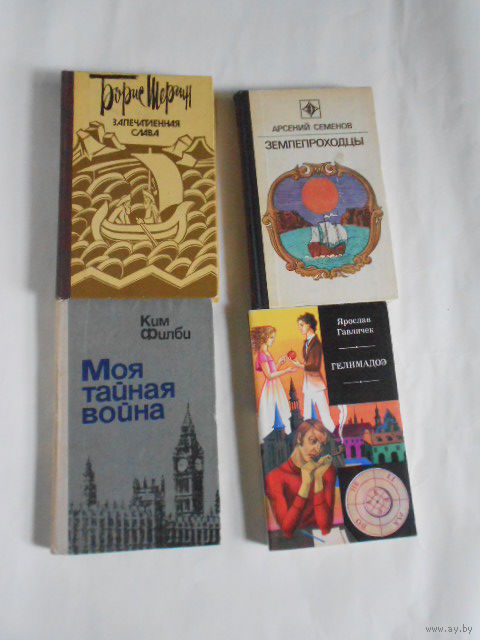 Борис Шергин
ЗАПЕЧАТЛЕННАЯ
СЛАВА
АРСЕНИЙ СЕМЕНОВ
ЗЕМЛЕПРОХОДЦЫ
Ким
Филби
Моя
тайная
война
Ярослав
Гавличек
ГЕЛИМАДОЭ
© www.ay.by